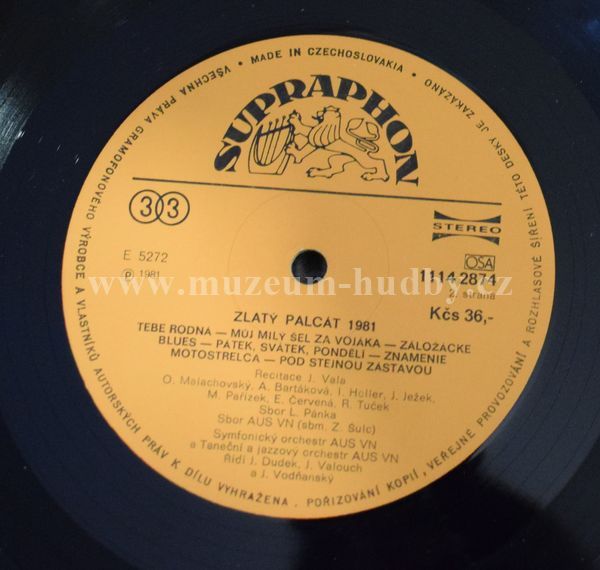 VŠECHNA PRÁVA GRAMOFONOVÉHO VÝROBCE A VLASTNÍKŮ AUTORSKÝCH PRÁV K DÍLU VYHRAŽENA. POŘIZOVÁNÍ KOPIÍ, VEŘEJNÉ PROVOZOVÁNÍ A ROZHLASOVÉ ŠÍŘENÍ TÉTO DESKY JE ZAKÁZÁNO
• MADE IN CZECHOSLOVAKIA •
SUPRAPHON
33
STEREO
E 5272
℗ 1981
OSA
1114 2874
2. strana
Kčs 36,-
www.muzeum-hudby.cz
ZLATÝ PALCÁT 1981
TEBE RODNÁ — MŮJ MILÝ ŠEL ZA VOJÁKA — ZÁLOŽÁCKÉ
BLUES — PÁTEK, SVÁTEK, PONDĚLÍ — ZNAMENIE
MOTOSTRELCA — POD STEJNOU ZÁSTAVOU
Recitace J. Vala
O. Malachovský, A. Bartáková, I. Holler, J. Ježek,
M. Pařízek, E. Červená, R. Tuček
Sbor L. Pánka
Sbor AUS VN (sbm. Z. Šulc)
Symfonický orchestr AUS VN
a Taneční a jazzový orchestr AUS VN
Řídí J. Dudek, J. Valouch
a J. Vodňanský